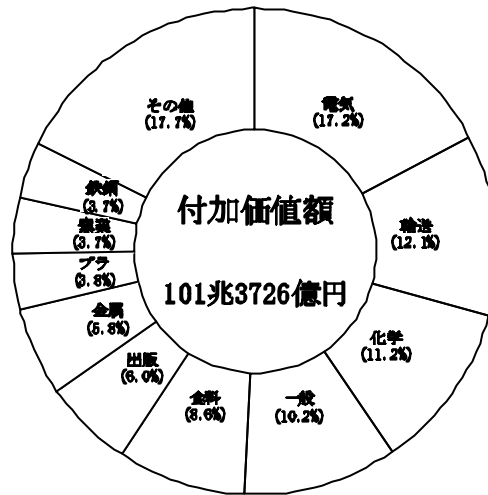 付加価値額
101兆3726億円
電気
(17.2%)
輸送
(12.1%)
化学
(11.2%)
一般
(10.2%)
食料
(8.6%)
出版
(6.0%)
金属
(5.8%)
プラ
(3.8%)
窯業
(3.7%)
鉄鋼
(3.7%)
その他
(17.7%)